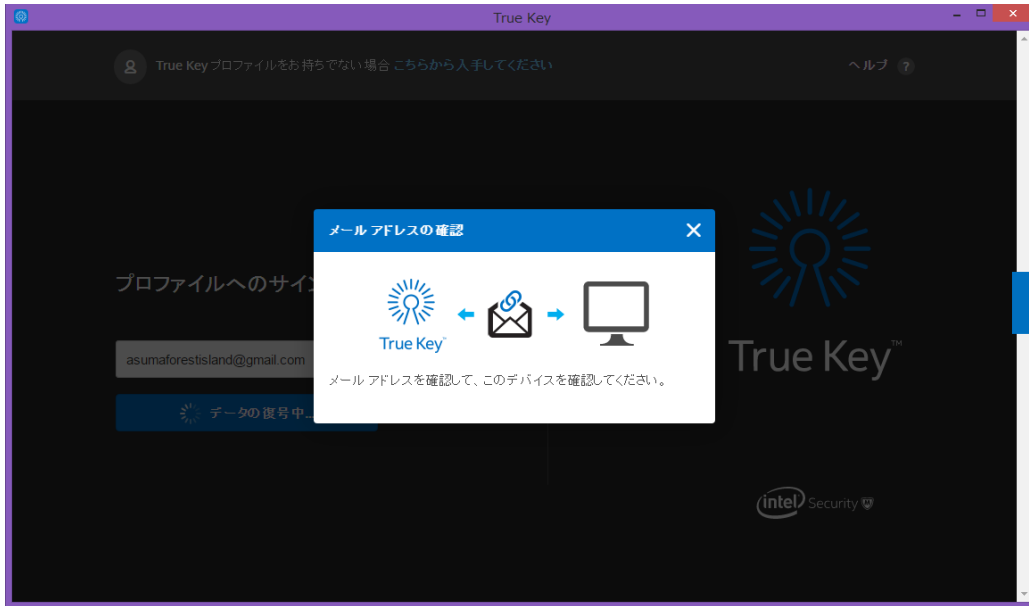 True Key
True Key プロファイルをお持ちでない場合 こちらから入手してください
ヘルプ ?
メール アドレスの確認
True Key
メール アドレスを確認して、このデバイスを確認してください。
プロファイルへのサイン
asumaforestisland@gmail.com
データの復号中...
True Key™
intel Security